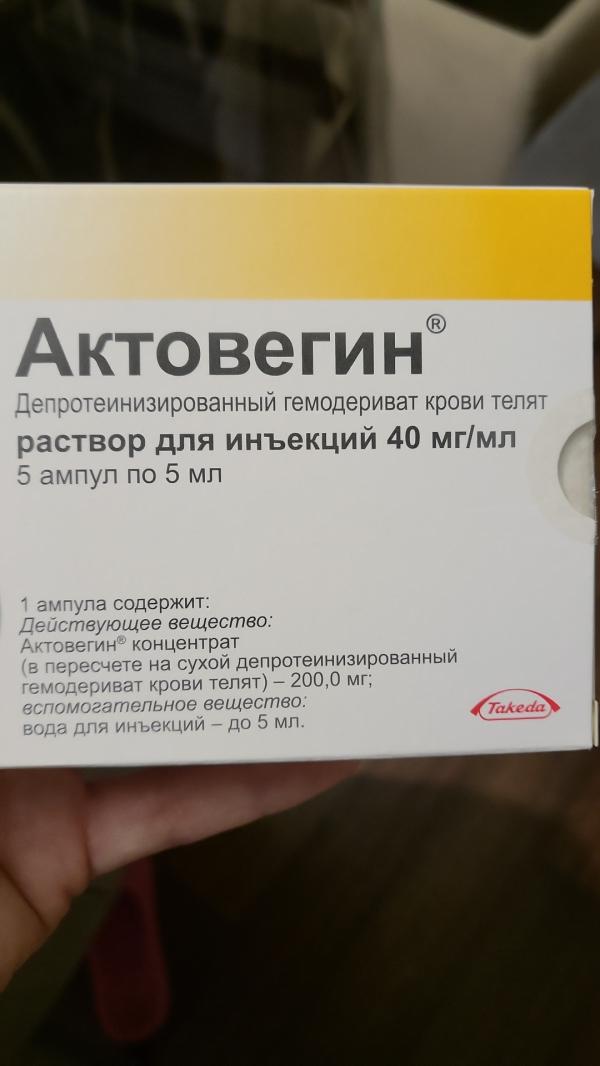 Актовегин®
Депротеинизированный гемодериват крови телят
раствор для инъекций 40 мг/мл
5 ампул по 5 мл
1 ампула содержит:
Действующее вещество:
Актовегин® концентрат
(в пересчете на сухой депротеинизированный
гемодериват крови телят) – 200,0 мг;
вспомогательное вещество:
вода для инъекций – до 5 мл.
Takeda